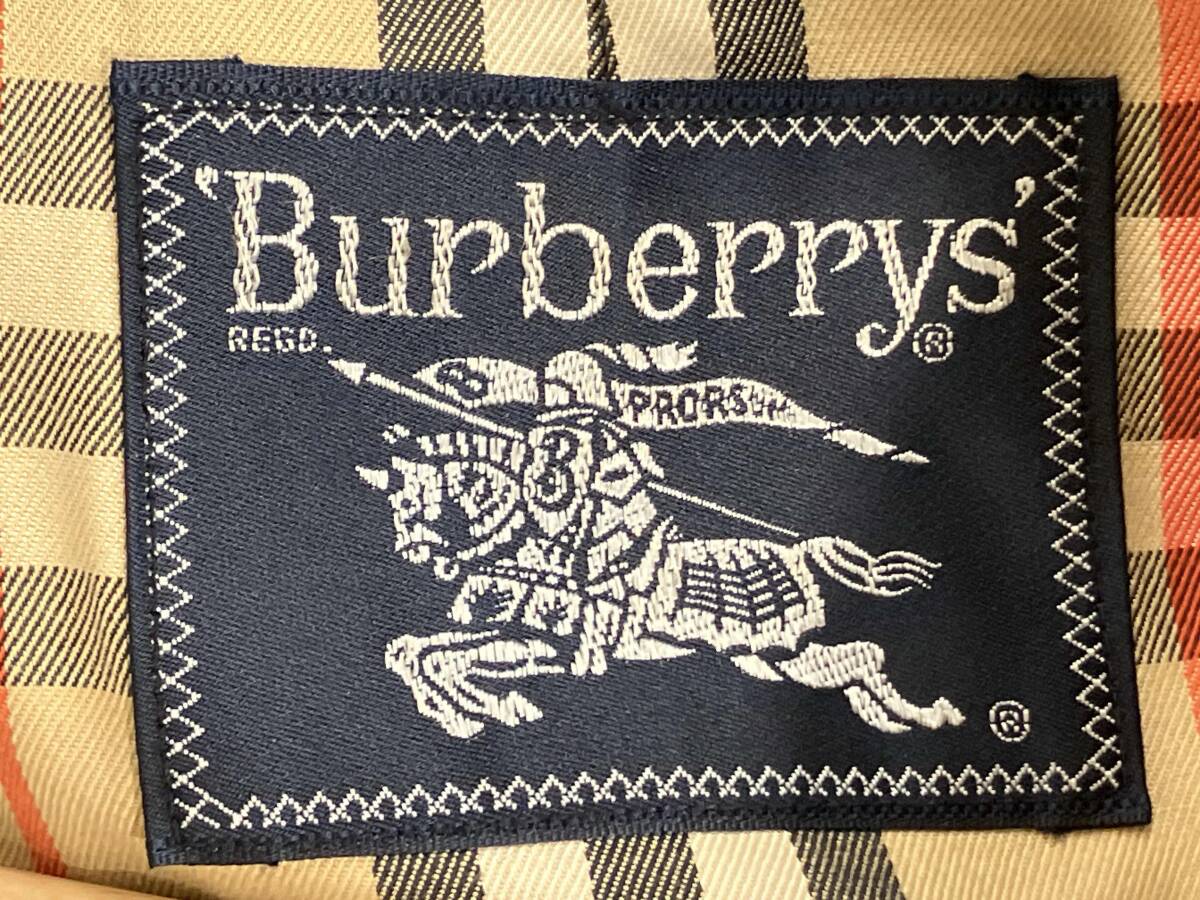 'Burberrys'
REGD. ®
B PRORSUM
B
®